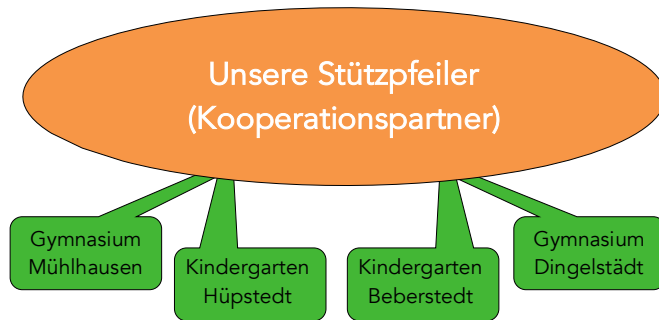 Unsere Stützpfeiler
(Kooperationspartner)
Gymnasium
Mühlhausen
Kindergarten
Hüpstedt
Kindergarten
Beberstedt
Gymnasium
Dingelstädt